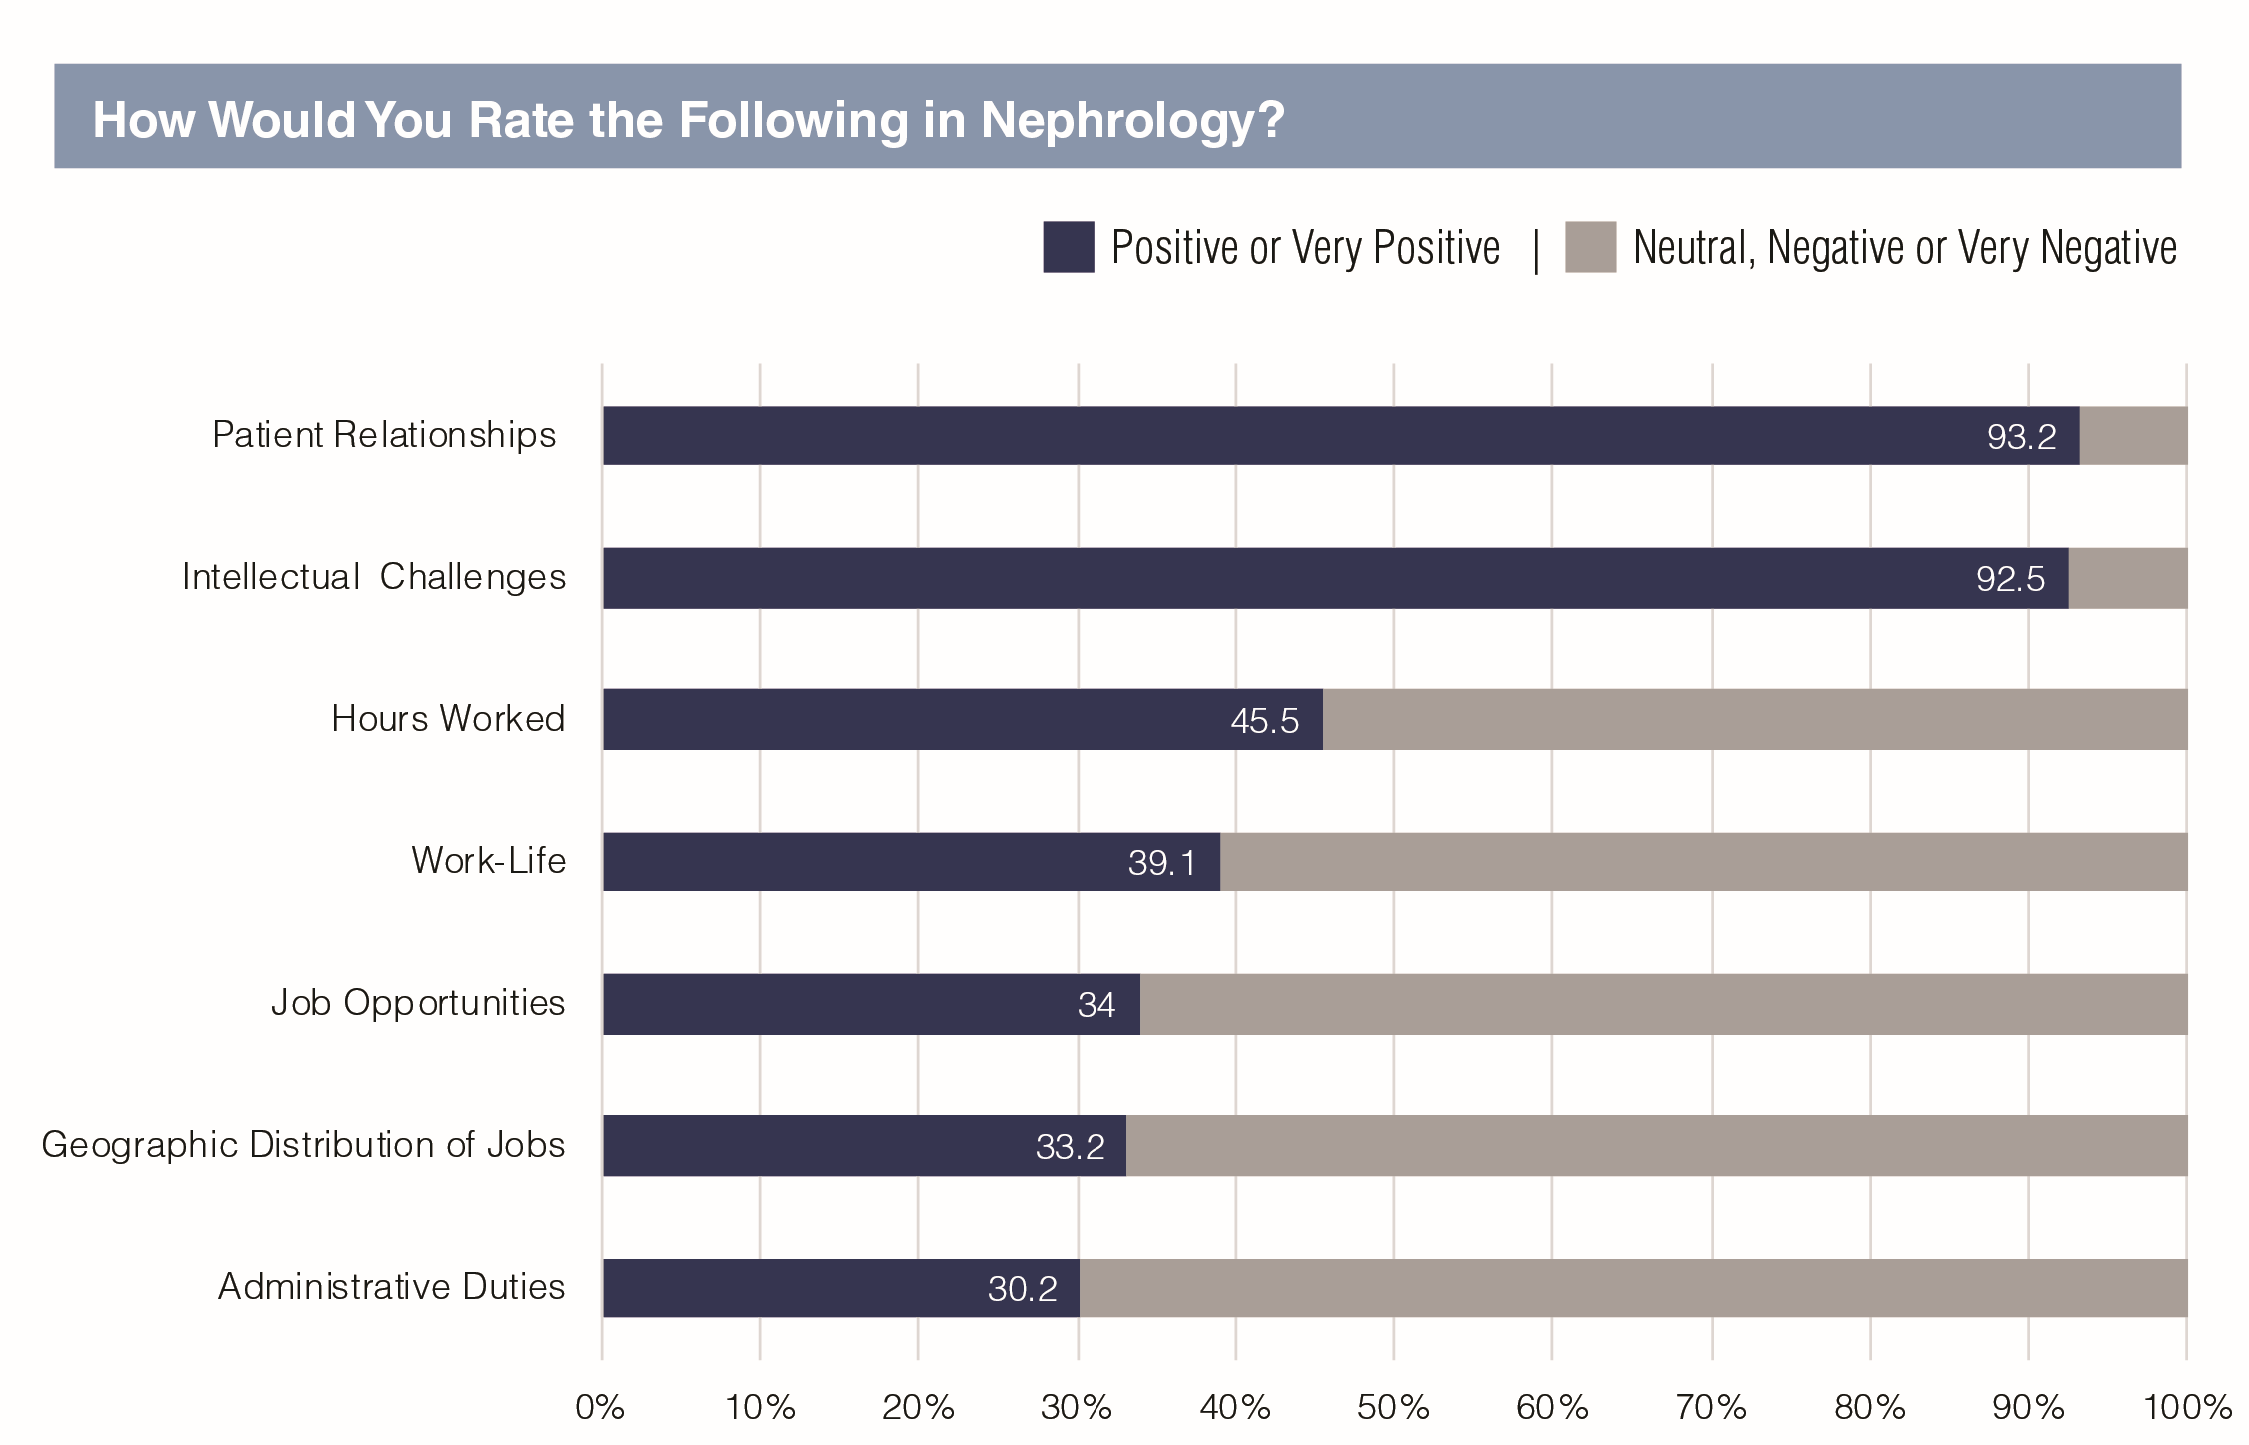 How Would You Rate the Following in Nephrology?
Positive or Very Positive | Neutral, Negative or Very Negative
Patient Relationships 93.2
Intellectual Challenges 92.5
Hours Worked 45.5
Work-Life 39.1
Job Opportunities 34
Geographic Distribution of Jobs 33.2
Administrative Duties 30.2
0% 10% 20% 30% 40% 50% 60% 70% 80% 90% 100%